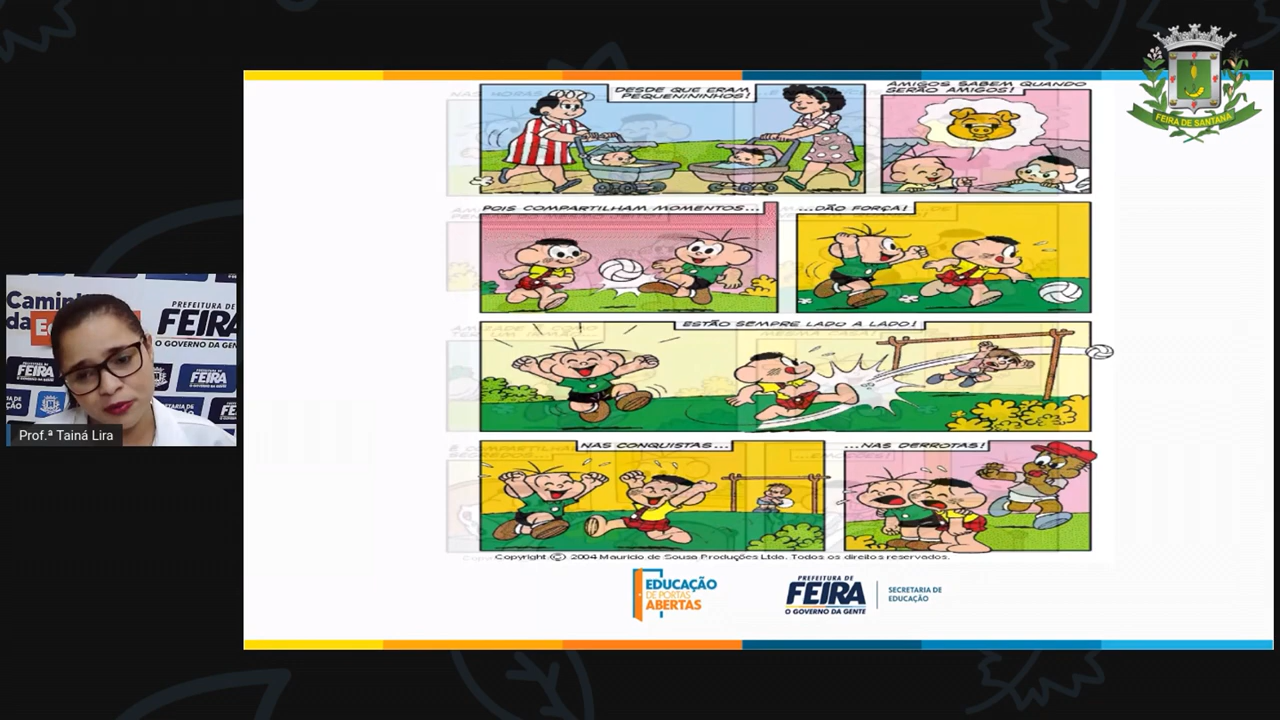 DESDE QUE ERAM
PEQUENININHOS!
AMIGOS SABEM QUANDO
SERÃO AMIGOS!
POIS COMPARTILHAM MOMENTOS...
...DÃO FORÇA!
ESTÃO SEMPRE LADO A LADO!
NAS CONQUISTAS...
...NAS DERROTAS!
Copyright © 2004 Mauricio de Sousa Produções Ltda. Todos os direitos reservados.
EDUCAÇÃO
DE PORTAS
ABERTAS
PREFEITURA DE
FEIRA
O GOVERNO DA GENTE
SECRETARIA DE
EDUCAÇÃO
FEIRA DE SANTANA
PREFEITURA DE
FEIRA
O GOVERNO DA GEN
FEIRA
FEIRA
Prof.ª Tainá Lira